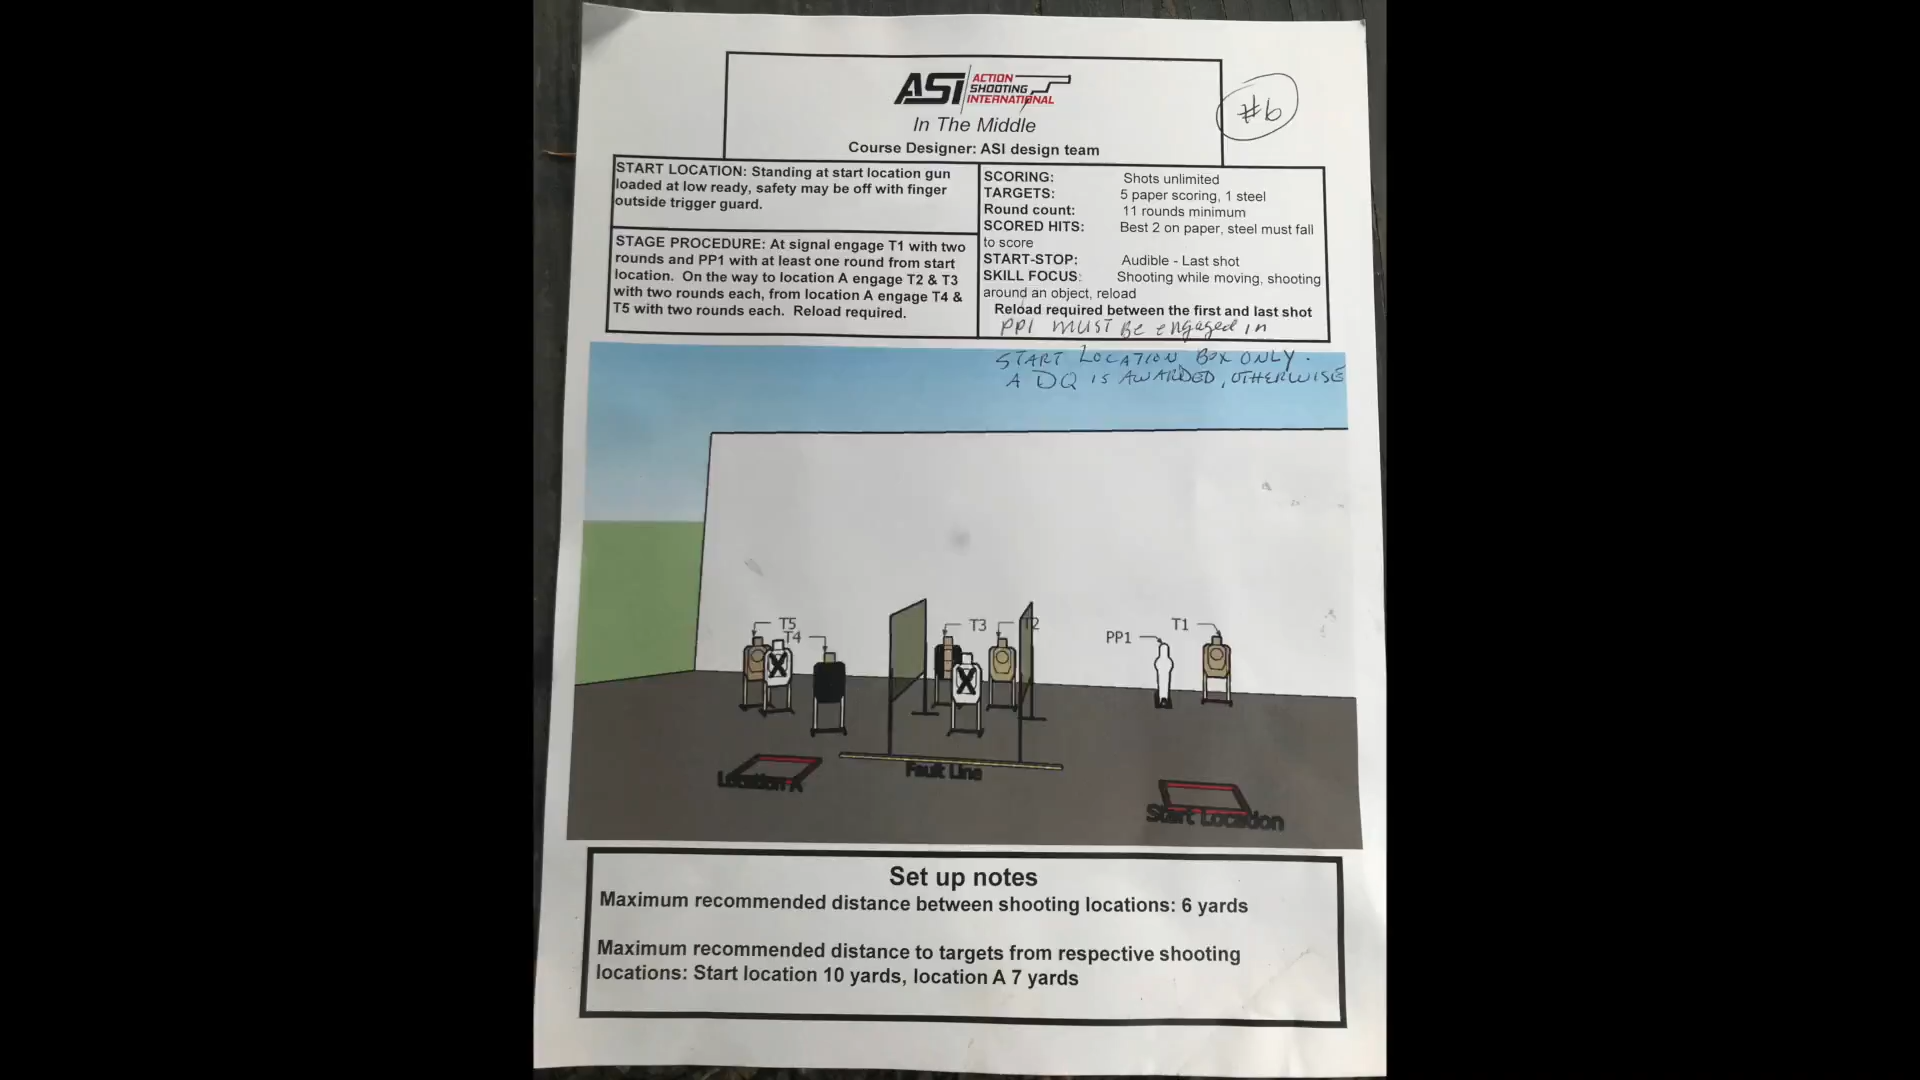 ASI ACTION SHOOTING INTERNATIONAL
#6
In The Middle
Course Designer: ASI design team
START LOCATION: Standing at start location gun
loaded at low ready, safety may be off with finger
outside trigger guard.
STAGE PROCEDURE: At signal engage T1 with two
rounds and PP1 with at least one round from start
location. On the way to location A engage T2 & T3
with two rounds each, from location A engage T4 &
T5 with two rounds each. Reload required.
SCORING: Shots unlimited
TARGETS: 5 paper scoring, 1 steel
Round count: 11 rounds minimum
SCORED HITS: Best 2 on paper, steel must fall
to score
START-STOP: Audible - Last shot
SKILL FOCUS: Shooting while moving, shooting
around an object, reload
Reload required between the first and last shot
PP1 MUST Be engaged in
START LOCATION BOX ONLY.
A DQ IS AWARDED, OTHERWISE
T5
T4
T3
T2
PP1
T1
X
X
Location A
Fault Line
Start Location
Set up notes
Maximum recommended distance between shooting locations: 6 yards
Maximum recommended distance to targets from respective shooting
locations: Start location 10 yards, location A 7 yards